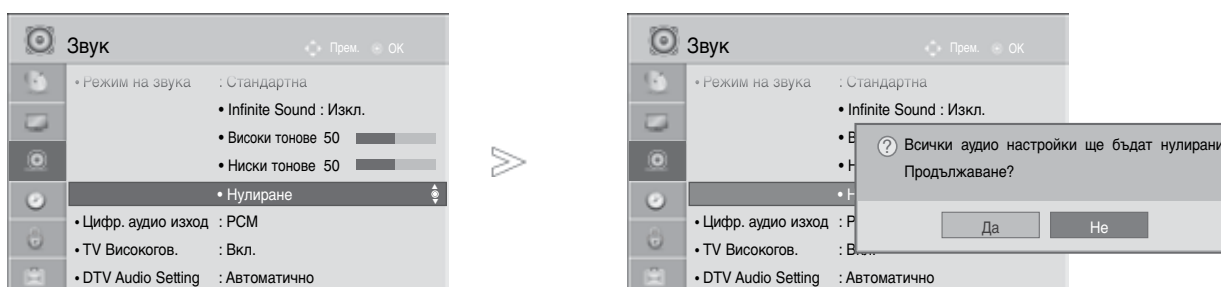 Звук
Прем. OK
• Режим на звука : Стандартна
• Infinite Sound : Изкл.
• Високи тонове 50
• Ниски тонове 50
• Нулиране
• Цифр. аудио изход : PCM
• TV Високогов. : Вкл.
• DTV Audio Setting : Автоматично
Звук
Прем. OK
• Режим на звука : Стандартна
• Infinite Sound : Изкл.
? Всички аудио настройки ще бъдат нулирани
Продължаване?
Да Не
• Цифр. аудио изход
• TV Високогов.
• DTV Audio Setting : Автоматично